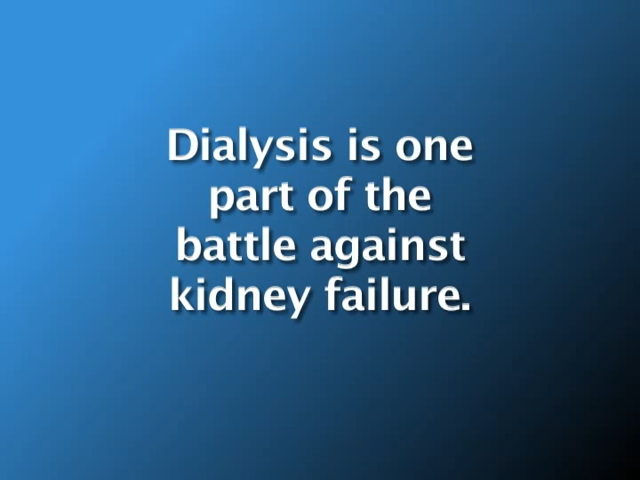 Dialysis is one
part of the
battle against
kidney failure.